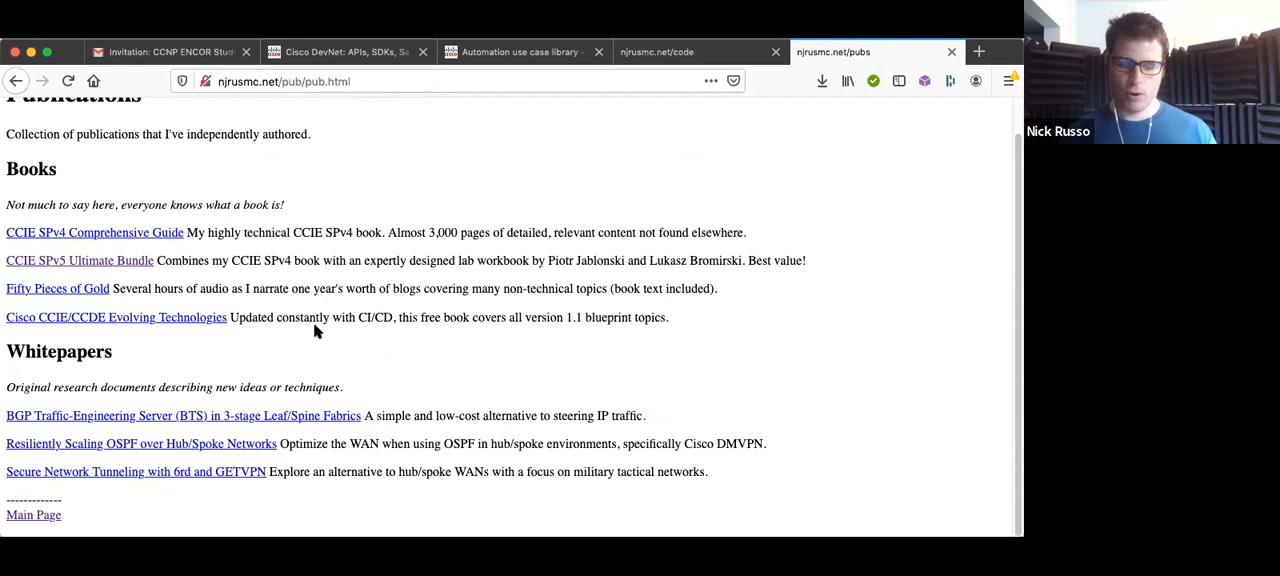 Invitation: CCNP ENCOR Stud
Cisco DevNet: APIs, SDKs, Sa
Automation use case library -
njrusmc.net/code
njrusmc.net/pubs
njrusmc.net/pub/pub.html
Publications
Collection of publications that I've independently authored.
Books
Not much to say here, everyone knows what a book is!
CCIE SPv4 Comprehensive Guide My highly technical CCIE SPv4 book. Almost 3,000 pages of detailed, relevant content not found elsewhere.
CCIE SPv5 Ultimate Bundle Combines my CCIE SPv4 book with an expertly designed lab workbook by Piotr Jablonski and Lukasz Bromirski. Best value!
Fifty Pieces of Gold Several hours of audio as I narrate one year's worth of blogs covering many non-technical topics (book text included).
Cisco CCIE/CCDE Evolving Technologies Updated constantly with CI/CD, this free book covers all version 1.1 blueprint topics.
Whitepapers
Original research documents describing new ideas or techniques.
BGP Traffic-Engineering Server (BTS) in 3-stage Leaf/Spine Fabrics A simple and low-cost alternative to steering IP traffic.
Resiliently Scaling OSPF over Hub/Spoke Networks Optimize the WAN when using OSPF in hub/spoke environments, specifically Cisco DMVPN.
Secure Network Tunneling with 6rd and GETVPN Explore an alternative to hub/spoke WANs with a focus on military tactical networks.
-------------
Main Page
Nick Russo